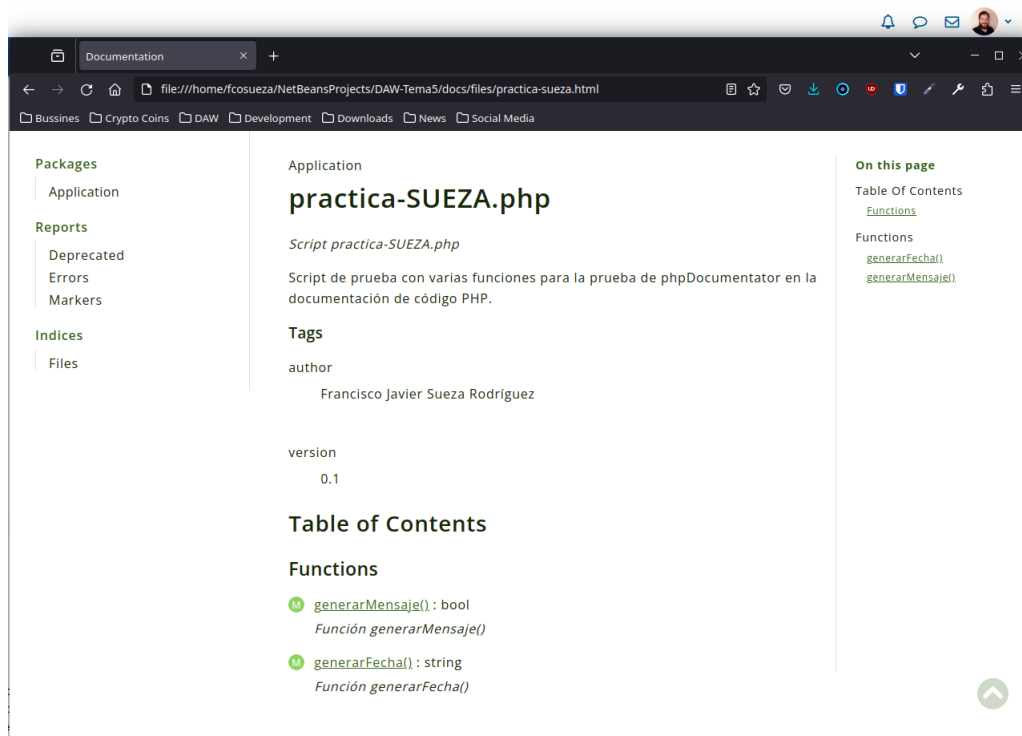 Documentation
file:///home/fcosueza/NetBeansProjects/DAW-Tema5/docs/files/practica-sueza.html
Bussines Crypto Coins DAW Development Downloads News Social Media
Packages
Application
Reports
Deprecated
Errors
Markers
Indices
Files
Application
practica-SUEZA.php
Script practica-SUEZA.php
Script de prueba con varias funciones para la prueba de phpDocumentator en la
documentación de código PHP.
Tags
author
Francisco Javier Sueza Rodríguez
version
0.1
Table of Contents
Functions
M generarMensaje() : bool
Función generarMensaje()
M generarFecha() : string
Función generarFecha()
On this page
Table Of Contents
Functions
Functions
generarFecha()
generarMensaje()